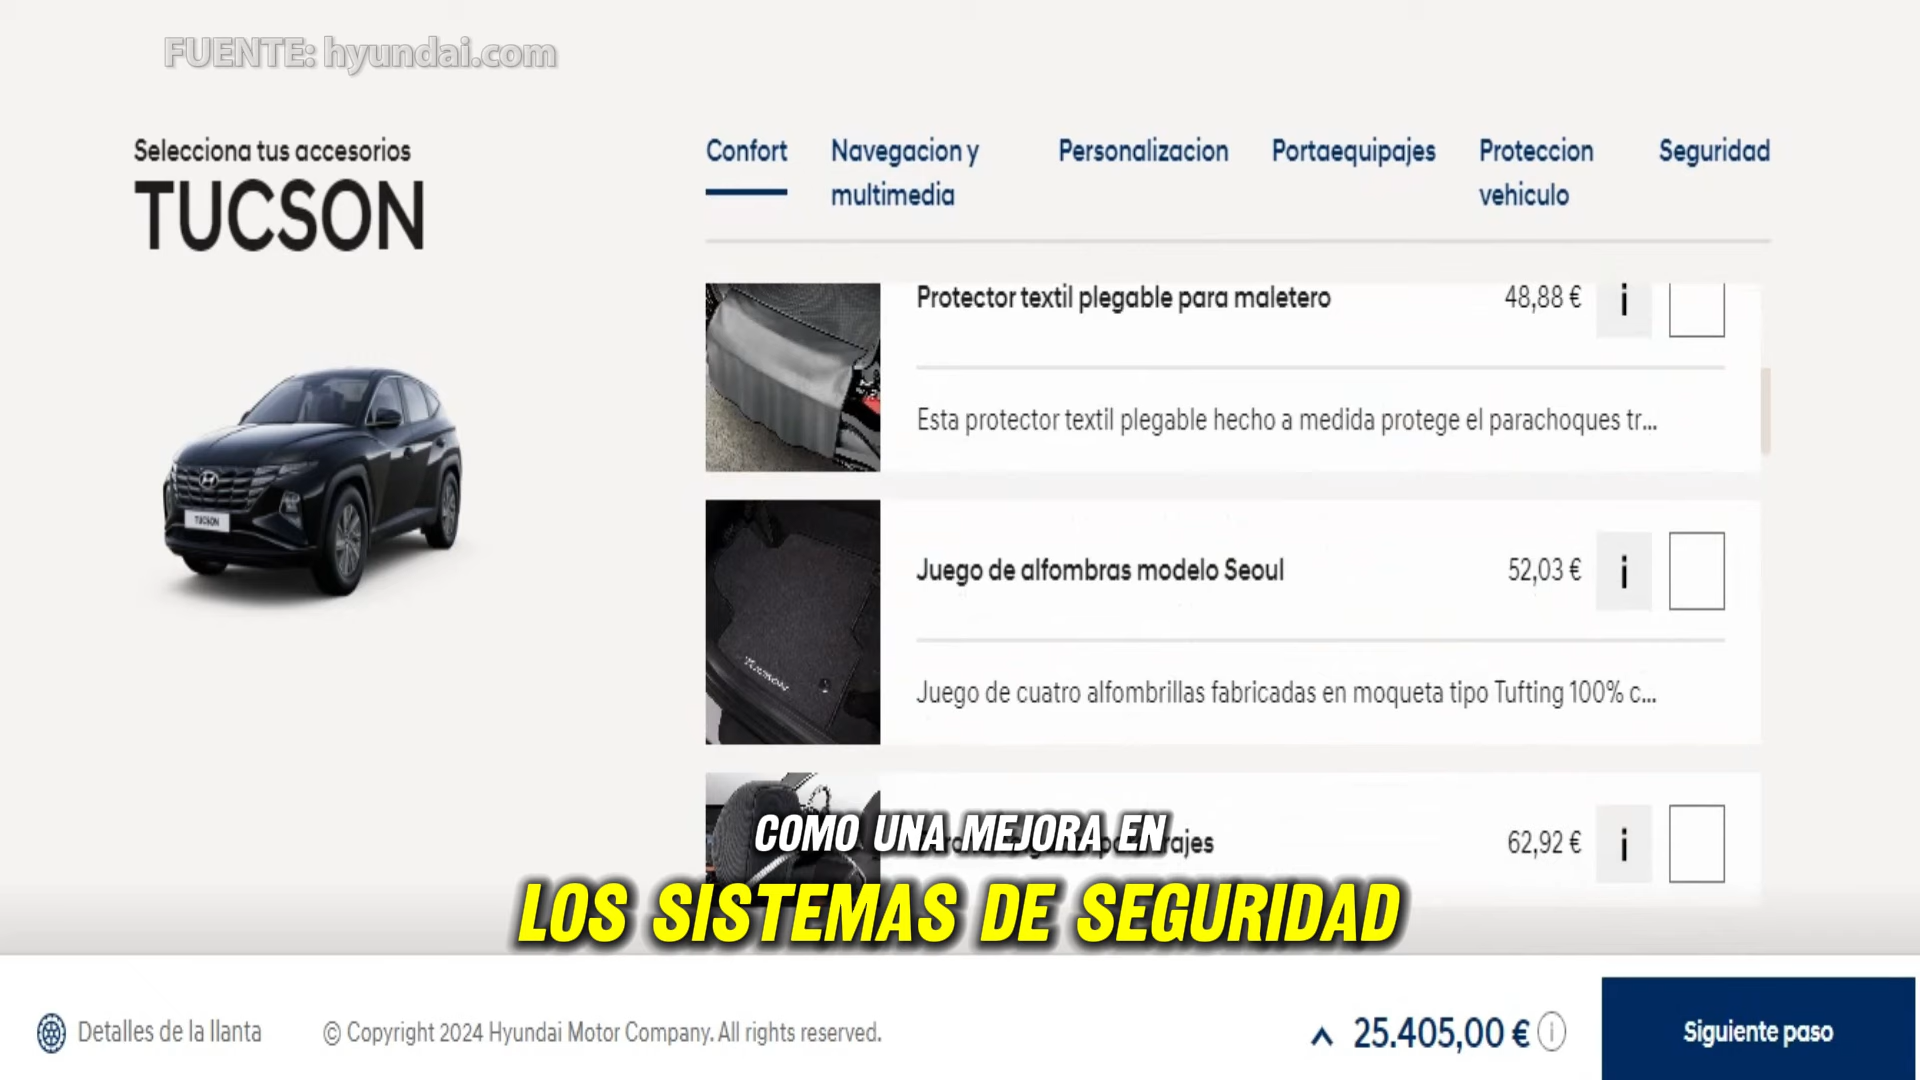 FUENTE: hyundai.com
Selecciona tus accesorios
TUCSON
Confort
Navegacion y
multimedia
Personalizacion
Portaequipajes
Proteccion
vehiculo
Seguridad
TUCSON
Protector textil plegable para maletero
48,88 €
i
Esta protector textil plegable hecho a medida protege el parachoques tr...
Tucson
Juego de alfombras modelo Seoul
52,03 €
i
Juego de cuatro alfombrillas fabricadas en moqueta tipo Tufting 100% c...
62,92 €
i
COMO UNA MEJORA EN
LOS SISTEMAS DE SEGURIDAD
Detalles de la llanta
© Copyright 2024 Hyundai Motor Company. All rights reserved.
25.405,00 €
i
Siguiente paso